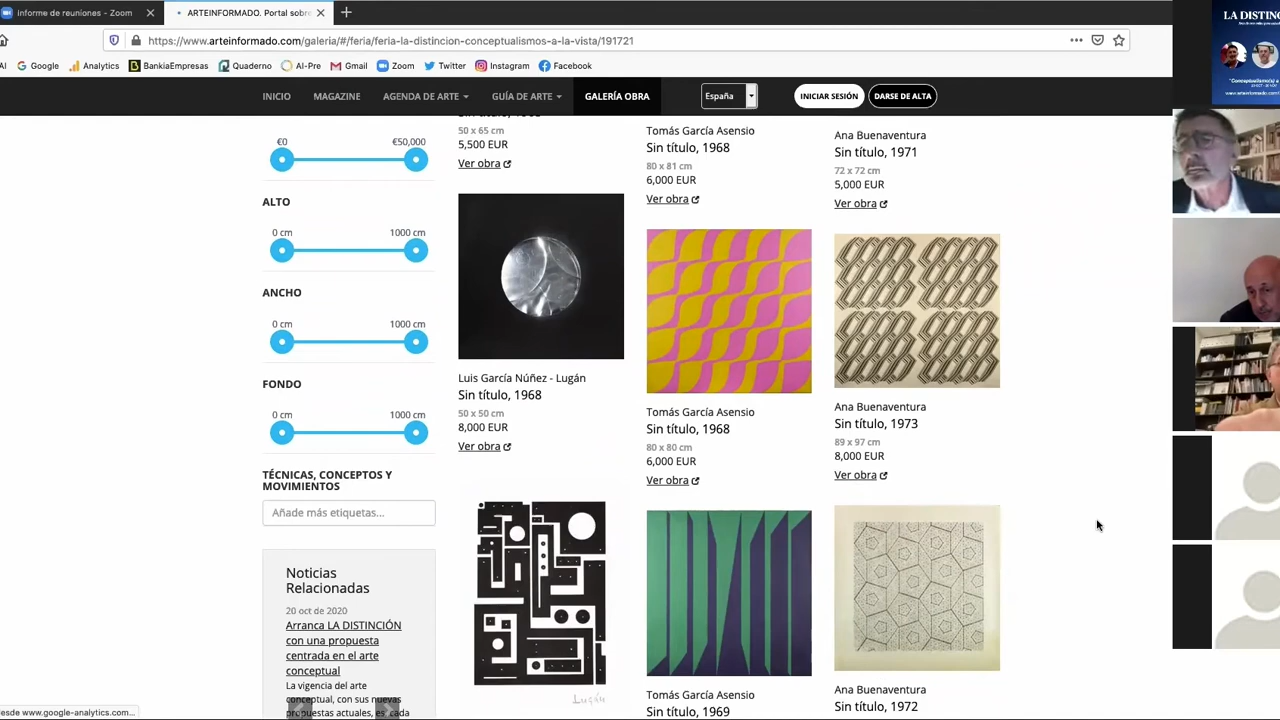 Informe de reuniones - Zoom
ARTEINFORMADO. Portal sobre
https://www.arteinformado.com/galeria/#/feria/feria-la-distincion-conceptualismos-a-la-vista/191721
AI
Google
Analytics
BankiaEmpresas
Quaderno
AI-Pre
Gmail
Zoom
Twitter
Instagram
Facebook
INICIO
MAGAZINE
AGENDA DE ARTE
GUÍA DE ARTE
GALERÍA OBRA
España
INICIAR SESIÓN
DARSE DE ALTA
LA DISTINC
€0 €50,000
ALTO
0 cm 1000 cm
ANCHO
0 cm 1000 cm
FONDO
0 cm 1000 cm
TÉCNICAS, CONCEPTOS Y
MOVIMIENTOS
Añade más etiquetas...
Noticias
Relacionadas
20 oct de 2020
Arranca LA DISTINCIÓN
con una propuesta
centrada en el arte
conceptual
La vigencia del arte
conceptual, con sus nuevas
propuestas actuales, es cada
desde www.google-analytics.com...
50 x 65 cm
5,500 EUR
Ver obra
Luis García Núñez - Lugán
Sin título, 1968
50 x 50 cm
8,000 EUR
Ver obra
Lugán
Tomás García Asensio
Sin título, 1968
80 x 81 cm
6,000 EUR
Ver obra
Tomás García Asensio
Sin título, 1968
80 x 80 cm
6,000 EUR
Ver obra
Tomás García Asensio
Sin título, 1969
Ana Buenaventura
Sin título, 1971
72 x 72 cm
5,000 EUR
Ver obra
Ana Buenaventura
Sin título, 1973
89 x 97 cm
8,000 EUR
Ver obra
Ana Buenaventura
Sin título, 1972